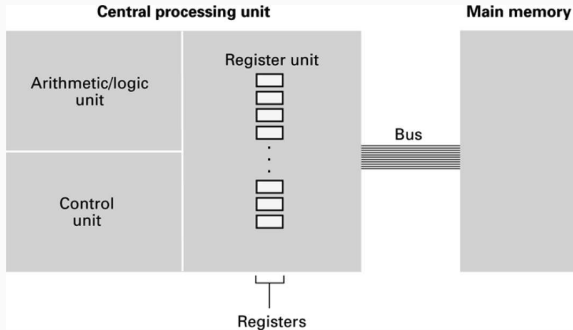 Central processing unit
Main memory
Arithmetic/logic
unit
Register unit
Bus
Control
unit
Registers